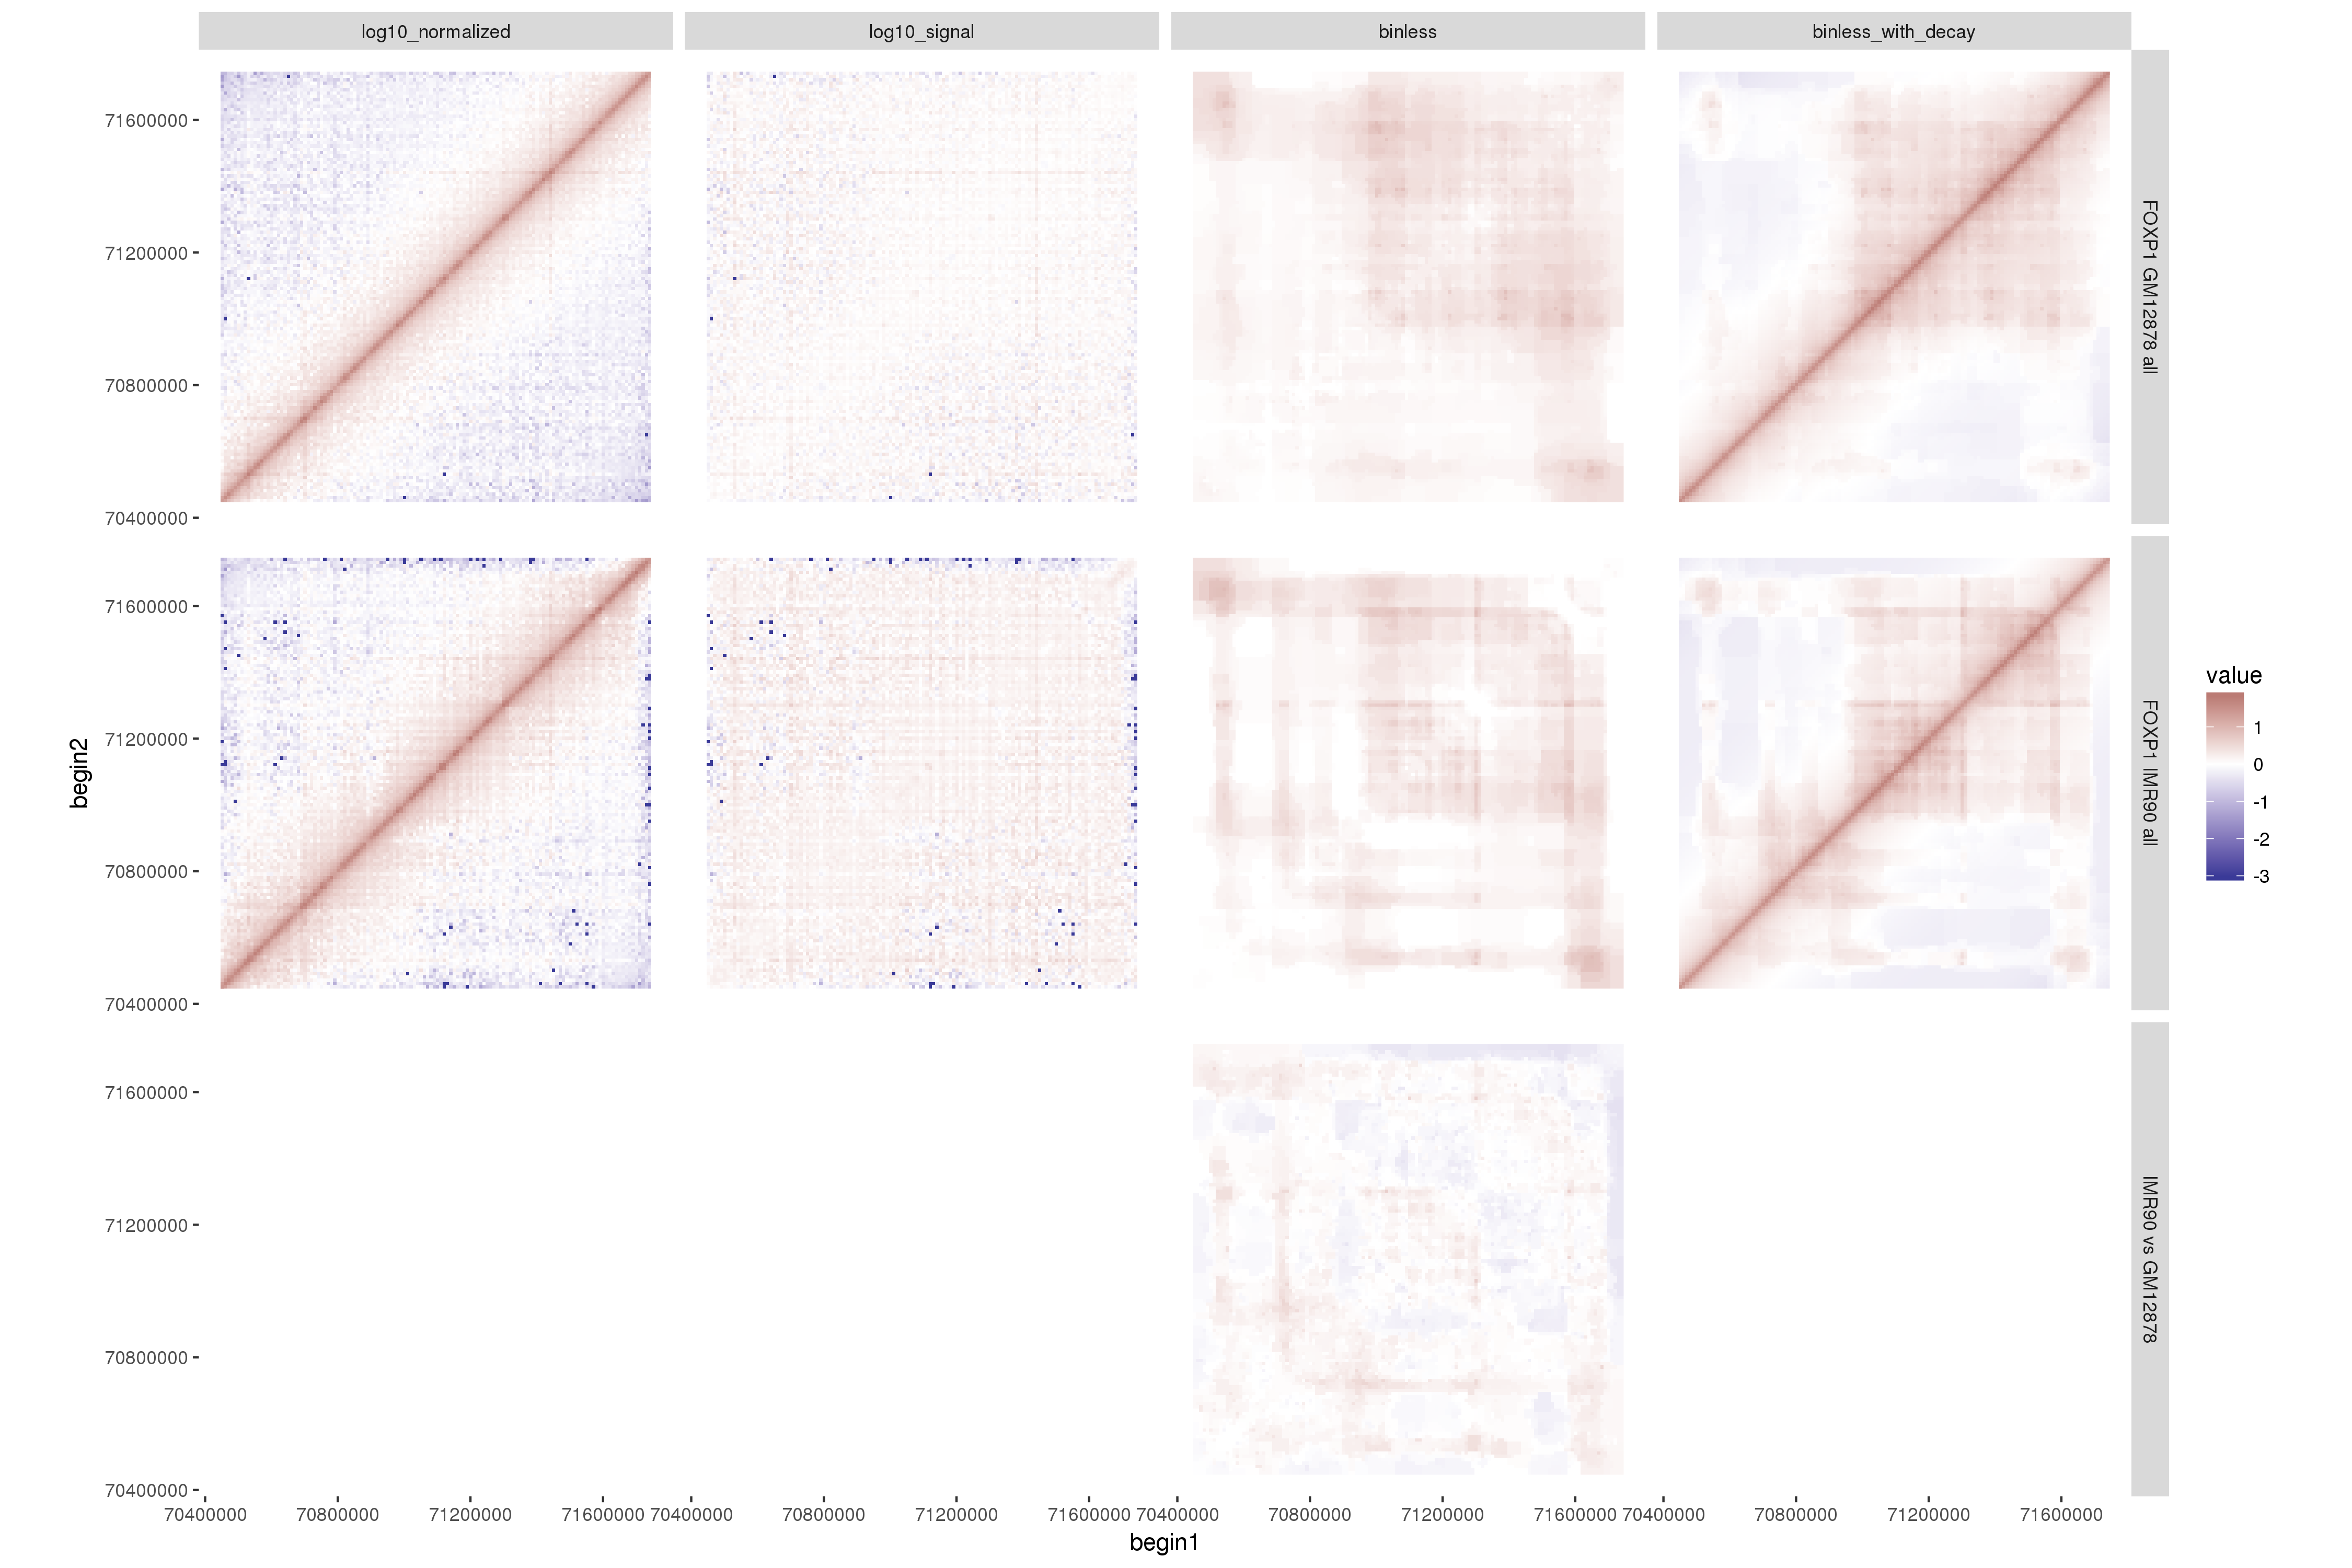 log10_normalized
log10_signal
binless
binless_with_decay
71600000
71200000
70800000
70400000
FOXP1 GM12878 all
71600000
71200000
70800000
70400000
FOXP1 IMR90 all
71600000
71200000
70800000
70400000
IMR90 vs GM12878
begin2
70400000 70800000 71200000 71600000 70400000 70800000 71200000 71600000 70400000 70800000 71200000 71600000 70400000 70800000 71200000 71600000
begin1
value
1
0
-1
-2
-3